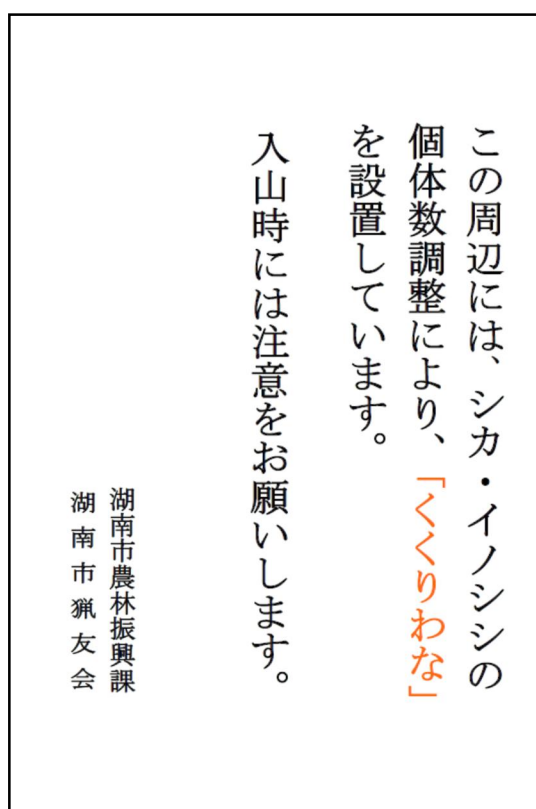 この周辺には、シカ・イノシシの
個体数調整により、「くくりわな」
を設置しています。
入山時には注意をお願いします。
湖南市農林振興課
湖南市猟友会